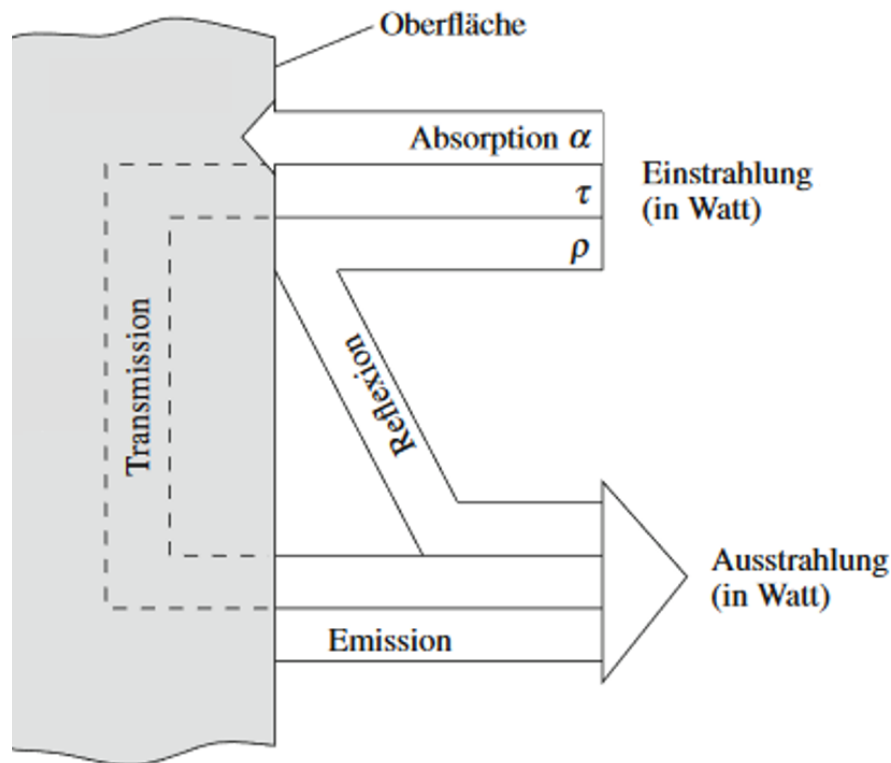 Oberfläche
Absorption α
τ
ρ
Einstrahlung
(in Watt)
Transmission
Reflexion
Ausstrahlung
(in Watt)
Emission